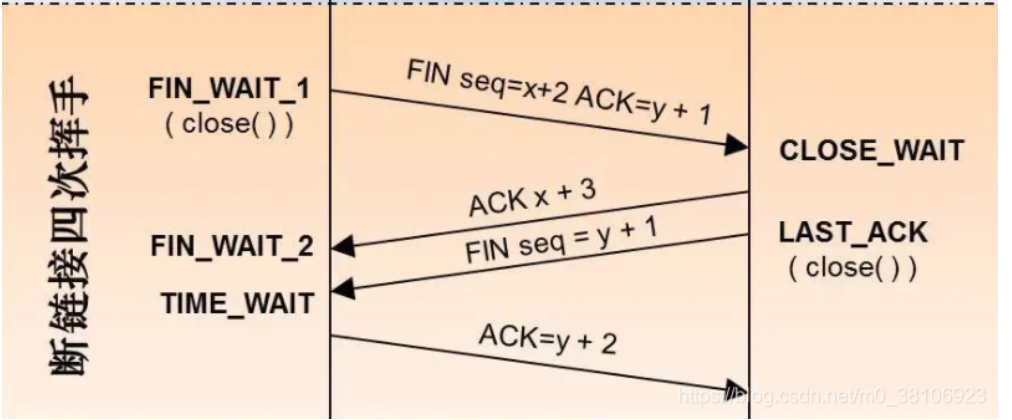 断链接四次挥手
FIN_WAIT_1
( close( ) )
FIN seq=x+2 ACK=y + 1
CLOSE_WAIT
ACK x + 3
FIN_WAIT_2
FIN seq = y + 1
LAST_ACK
( close( ) )
TIME_WAIT
ACK=y + 2
https://blog.csdn.net/m0_38106923